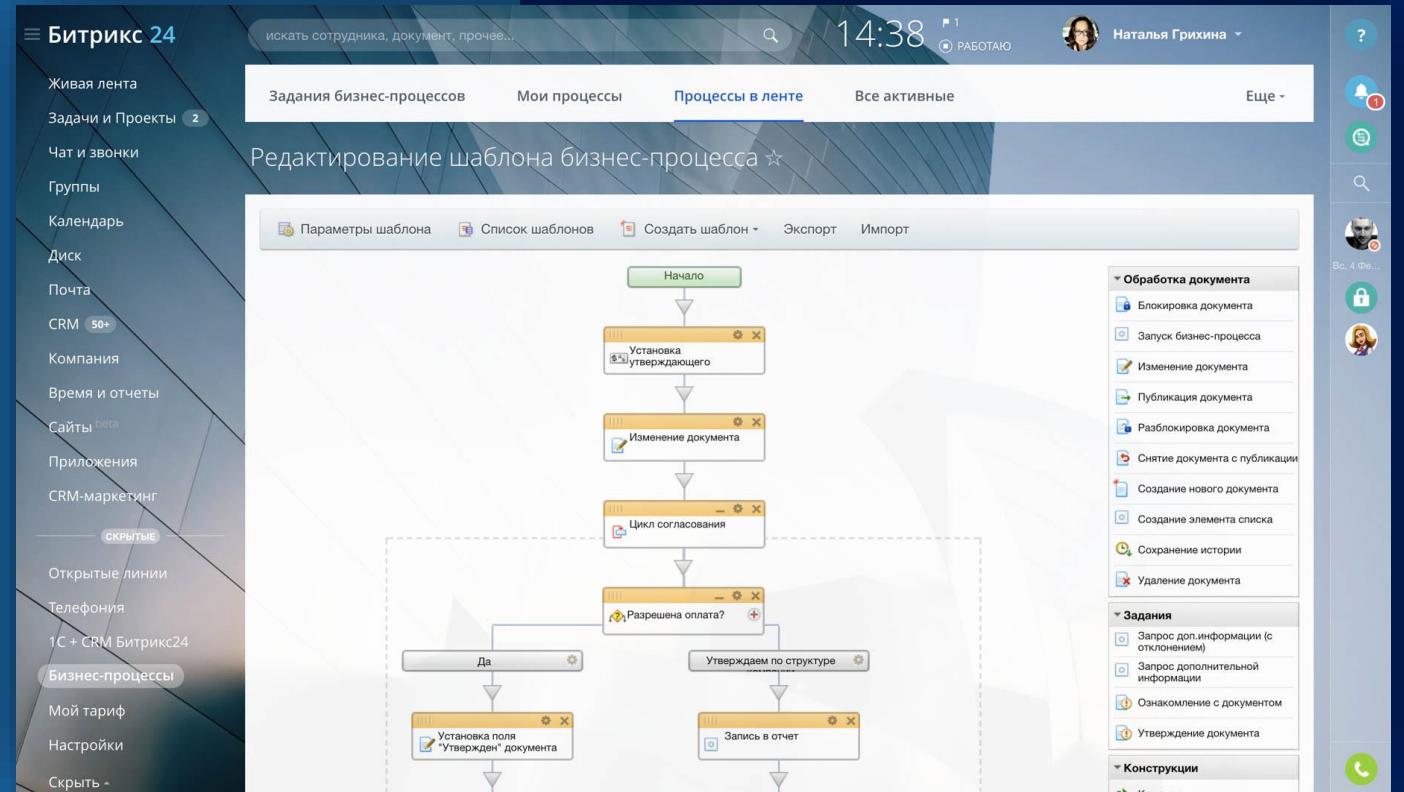 Битрикс 24
искать сотрудника, документ, прочее...
14:38
1
РАБОТАЮ
Наталья Грихина
?
Живая лента
Задачи и Проекты 2
Чат и звонки
Группы
Календарь
Диск
Почта
CRM 50+
Компания
Время и отчеты
Сайты beta
Приложения
CRM-маркетинг
СКРЫТЫЕ
Открытые линии
Телефония
1С + CRM Битрикс24
Бизнес-процессы
Мой тариф
Настройки
Скрыть
Задания бизнес-процессов
Мои процессы
Процессы в ленте
Все активные
Еще
Редактирование шаблона бизнес-процесса
Параметры шаблона
Список шаблонов
Создать шаблон
Экспорт
Импорт
Начало
Установка
утверждающего
Изменение документа
Цикл согласования
Разрешена оплата?
Да
Утверждаем по структуре
Установка поля
"Утвержден" документа
Запись в отчет
Обработка документа
Блокировка документа
Запуск бизнес-процесса
Изменение документа
Публикация документа
Разблокировка документа
Снятие документа с публикации
Создание нового документа
Создание элемента списка
Сохранение истории
Удаление документа
Задания
Запрос доп.информации (с
отклонением)
Запрос дополнительной
информации
Ознакомление с документом
Утверждение документа
Конструкции
1
Вс, 4 Фе...